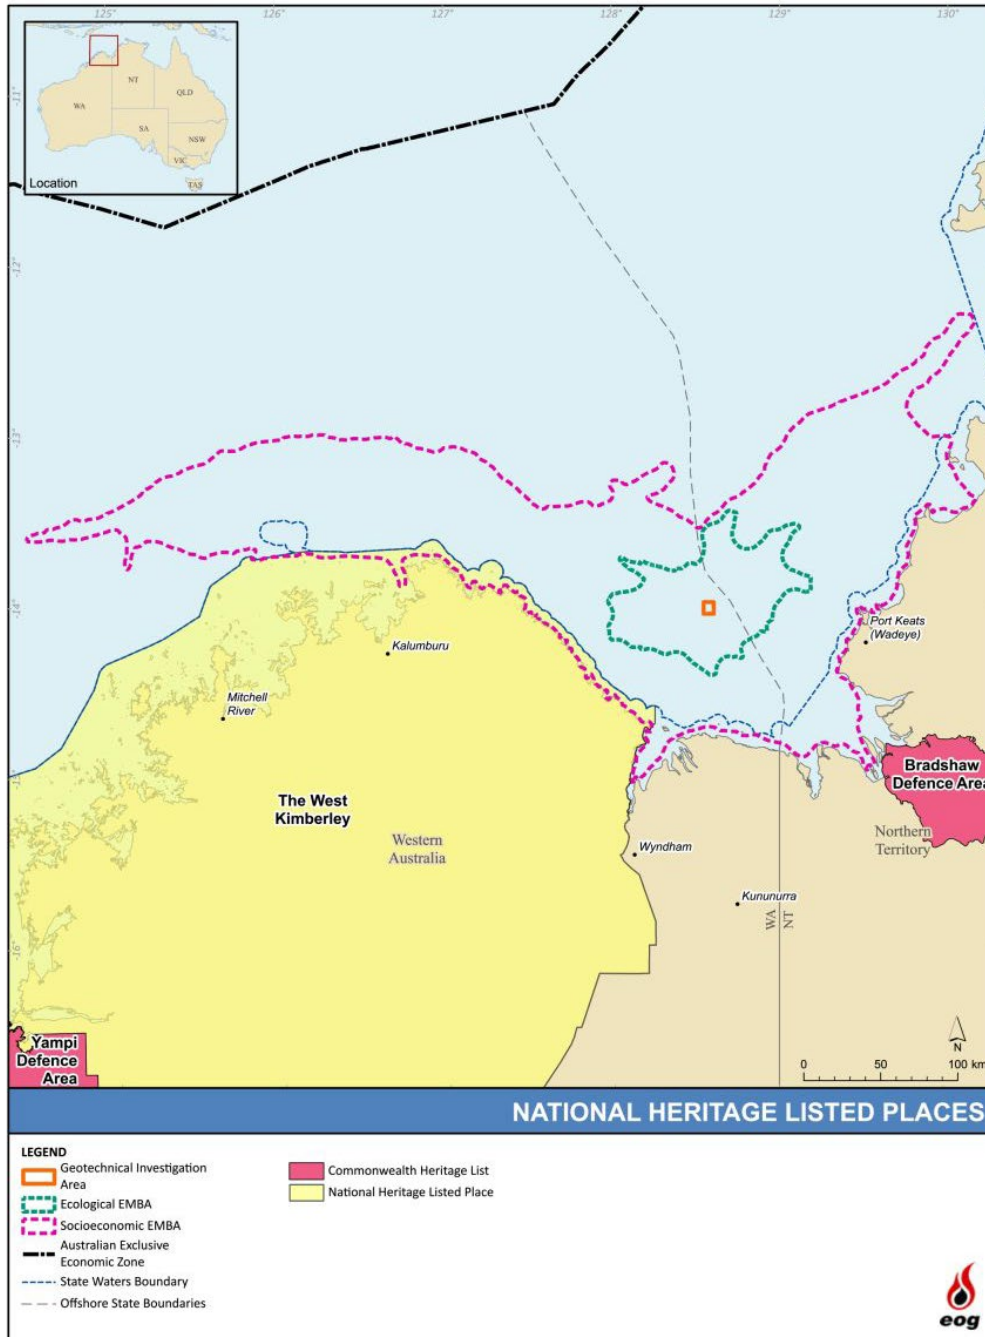 125°
126°
127°
128°
129°
130°
-11°
-12°
-13°
-14°
-15°
-16°
WA
NT
QLD
SA
NSW
VIC
TAS
Location
Port Keats
(Wadeye)
Kalumburu
Mitchell
River
The West
Kimberley
Western
Australia
Bradshaw
Defence Area
Northern
Territory
Wyndham
Kununurra
WA
NT
Yampi
Defence
Area
N
0 50 100 km
NATIONAL HERITAGE LISTED PLACES
LEGEND
Geotechnical Investigation
Area
Ecological EMBA
Socioeconomic EMBA
Australian Exclusive
Economic Zone
State Waters Boundary
Offshore State Boundaries
Commonwealth Heritage List
National Heritage Listed Place
eog